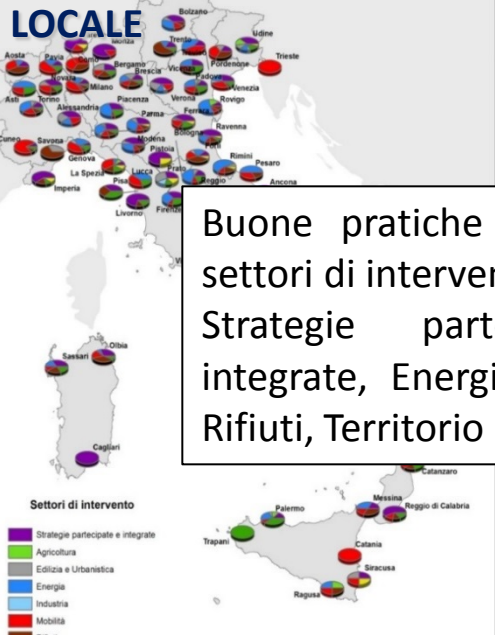 LOCALE
Bolzano
Udine
Aosta
Pavia
Trento
Como
Bergamo
Vicenza
Pordenone
Trieste
Novara
Brescia
Padova
Milano
Venezia
Asti
Torino
Verona
Rovigo
Alessandria
Piacenza
Ferrara
Parma
Cuneo
Savona
Modena
Bologna
Ravenna
Genova
Pistoia
Forlì
Rimini
La Spezia
Lucca
Prato
Pesaro
Imperia
Pisa
Reggio
Ancona
Livorno
Firenze
Buone pratiche
settori di interven
Strategie part
integrate, Energi
Rifiuti, Territorio
Olbia
Sassari
Cagliari
Catanzaro
Settori di intervento
Messina
Reggio di Calabria
Palermo
Trapani
Strategie partecipate e integrate
Agricoltura
Catania
Edilizia e Urbanistica
Siracusa
Energia
Ragusa
Industria
Mobilità